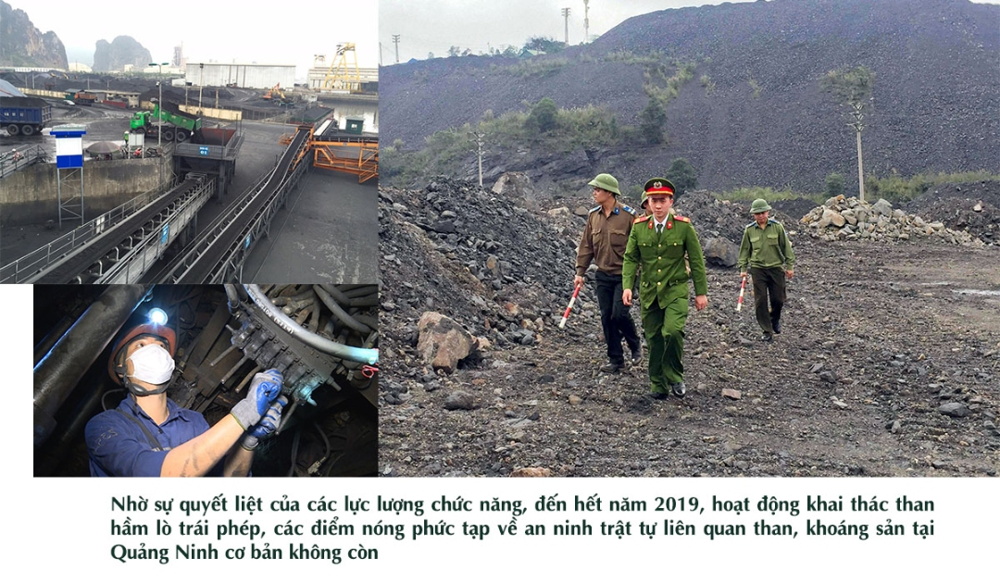 Nhờ sự quyết liệt của các lực lượng chức năng, đến hết năm 2019, hoạt động khai thác than
hầm lò trái phép, các điểm nóng phức tạp về an ninh trật tự liên quan than, khoáng sản tại
Quảng Ninh cơ bản không còn